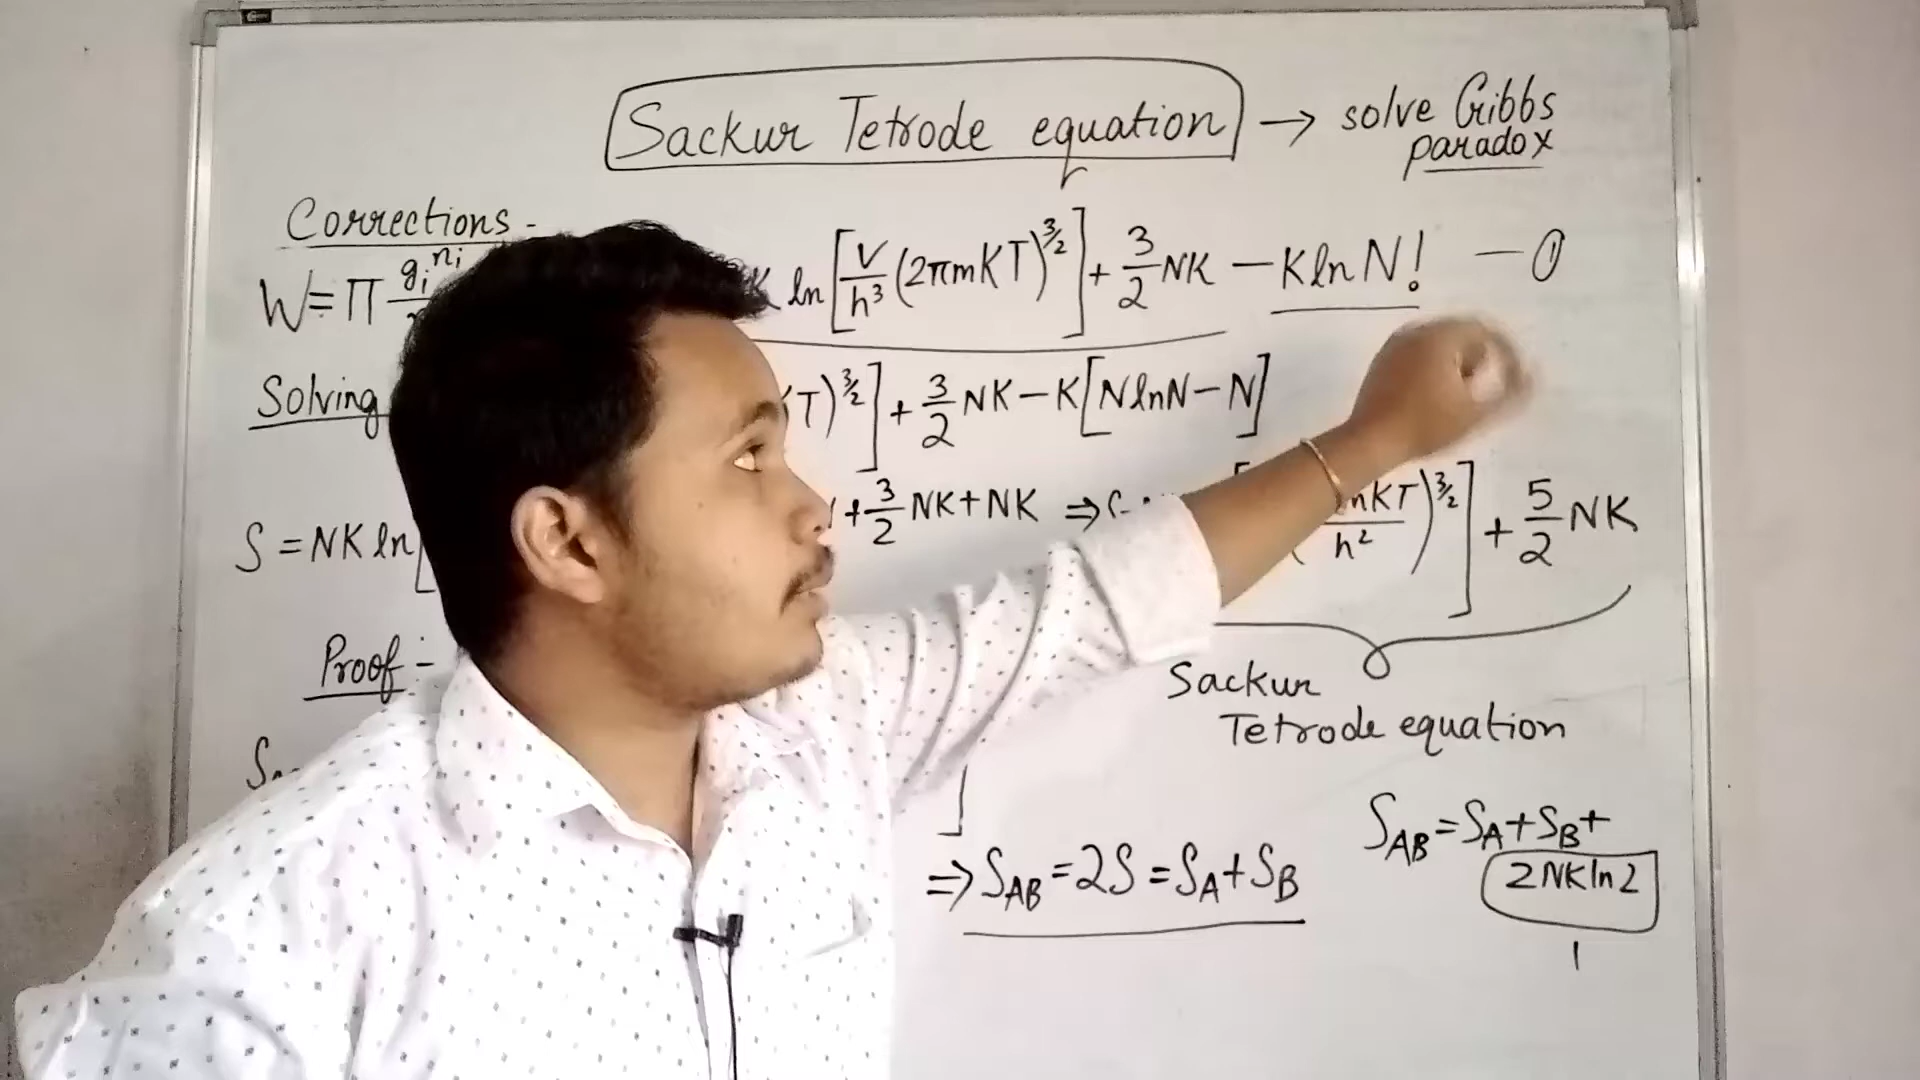 Sackur Tetrode equation → solve Gibbs
paradox
Corrections -
W = Π gᵢⁿⁱ
K ln [V/h³ (2πmKT)^3/2] + 3/2 NK - K ln N! — ①
Solving
T)^3/2] + 3/2 NK - K[N ln N - N]
S = NK ln [
+ 3/2 NK + NK ⇒
mKT/h²)^3/2] + 5/2 NK
Proof :-
Sackur
Tetrode equation
S_AB = S_A + S_B +
2NK ln 2
⇒ S_AB = 2S = S_A + S_B